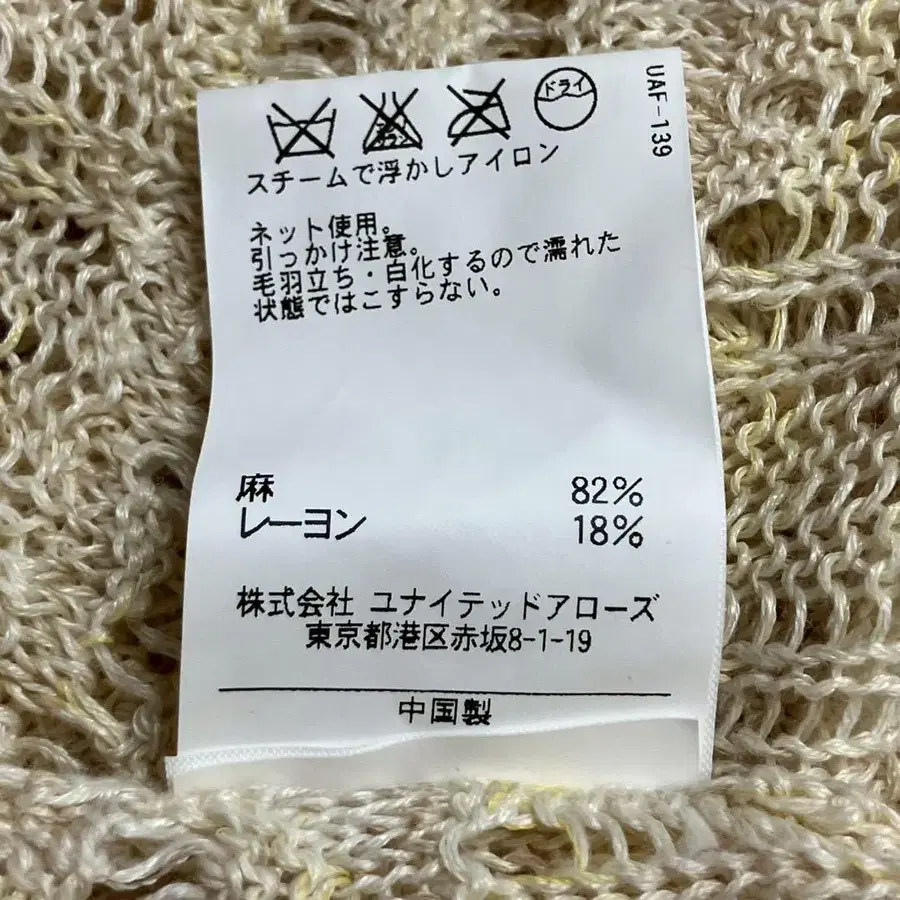 ドライ
UAF-139
スチームで浮かしアイロン
ネット使用。
引っかけ注意。
毛羽立ち・白化するので濡れた
状態ではこすらない。
麻 82%
レーヨン 18%
株式会社 ユナイテッドアローズ
東京都港区赤坂8-1-19
中国製